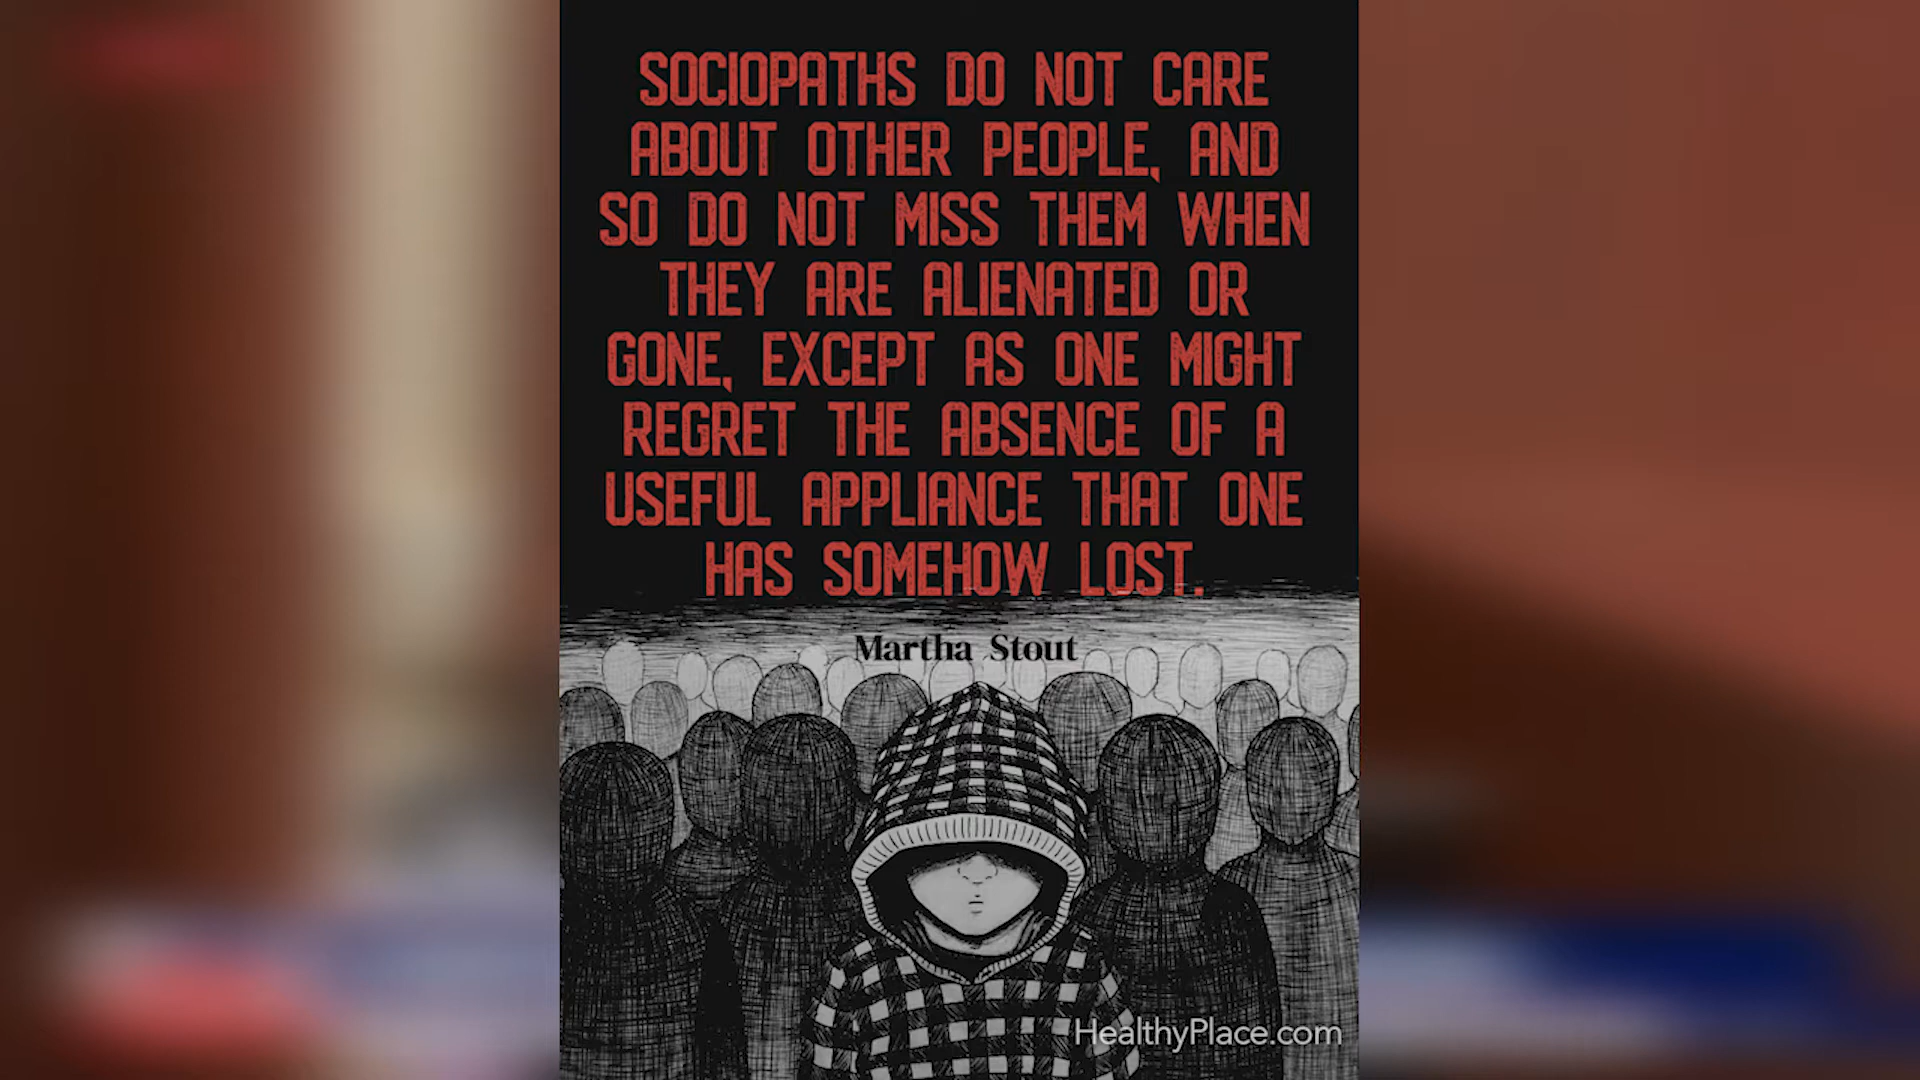 SOCIOPATHS DO NOT CARE
ABOUT OTHER PEOPLE, AND
SO DO NOT MISS THEM WHEN
THEY ARE ALIENATED OR
GONE, EXCEPT AS ONE MIGHT
REGRET THE ABSENCE OF A
USEFUL APPLIANCE THAT ONE
HAS SOMEHOW LOST.
Martha Stout
HealthyPlace.com